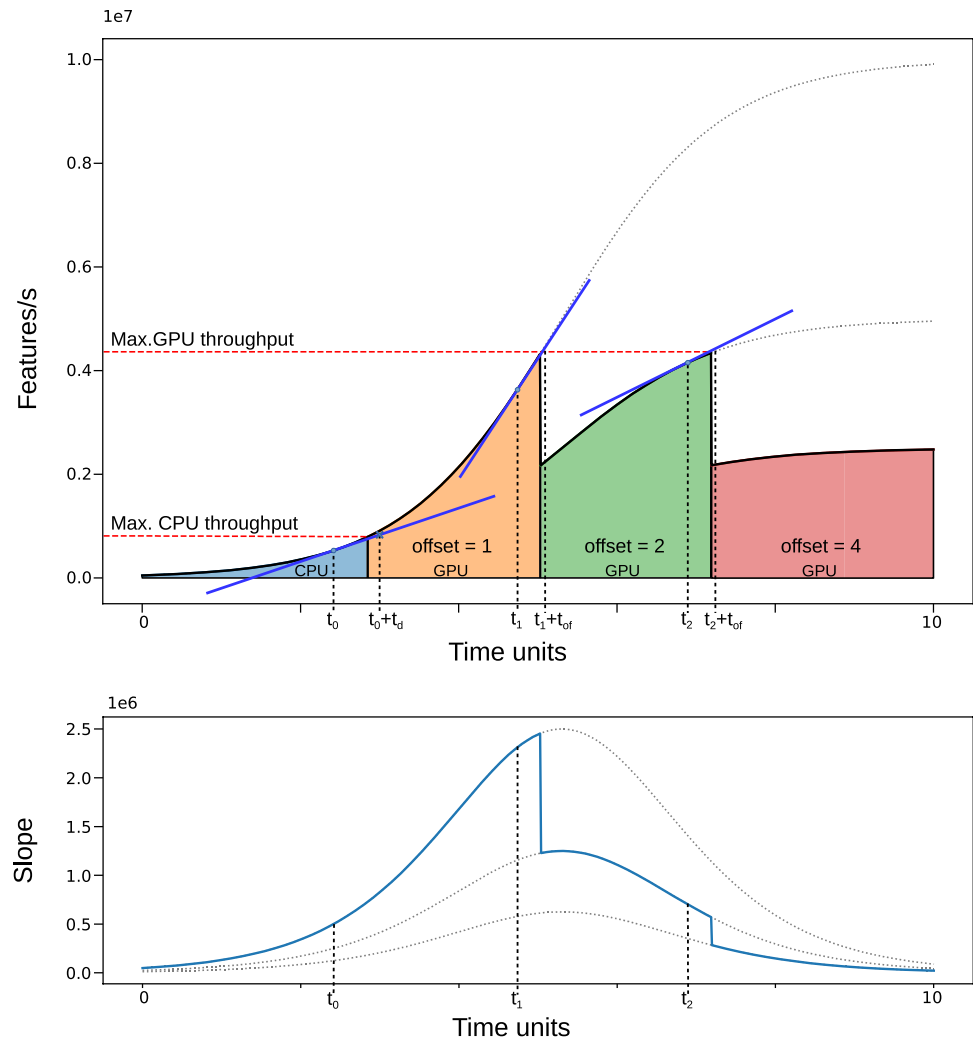 1e7
1.0
0.8
0.6
0.4
0.2
0.0
Features/s
Max.GPU throughput
Max. CPU throughput
offset = 1
offset = 2
offset = 4
CPU
GPU
GPU
GPU
0
t₀
t₀+t_d
t₁
t₁+t_of
t₂
t₂+t_of
10
Time units
1e6
2.5
2.0
1.5
1.0
0.5
0.0
Slope
0
t₀
t₁
t₂
10
Time units